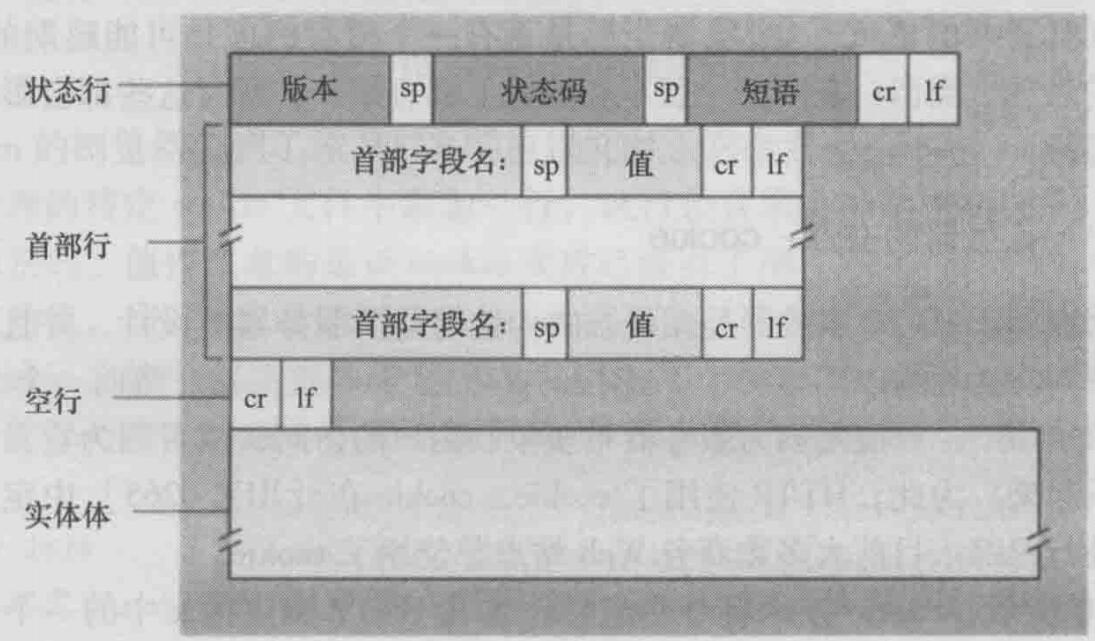 状态行 版本 sp 状态码 sp 短语 cr lf
首部字段名: sp 值 cr lf
首部行
首部字段名: sp 值 cr lf
空行 cr lf
实体体